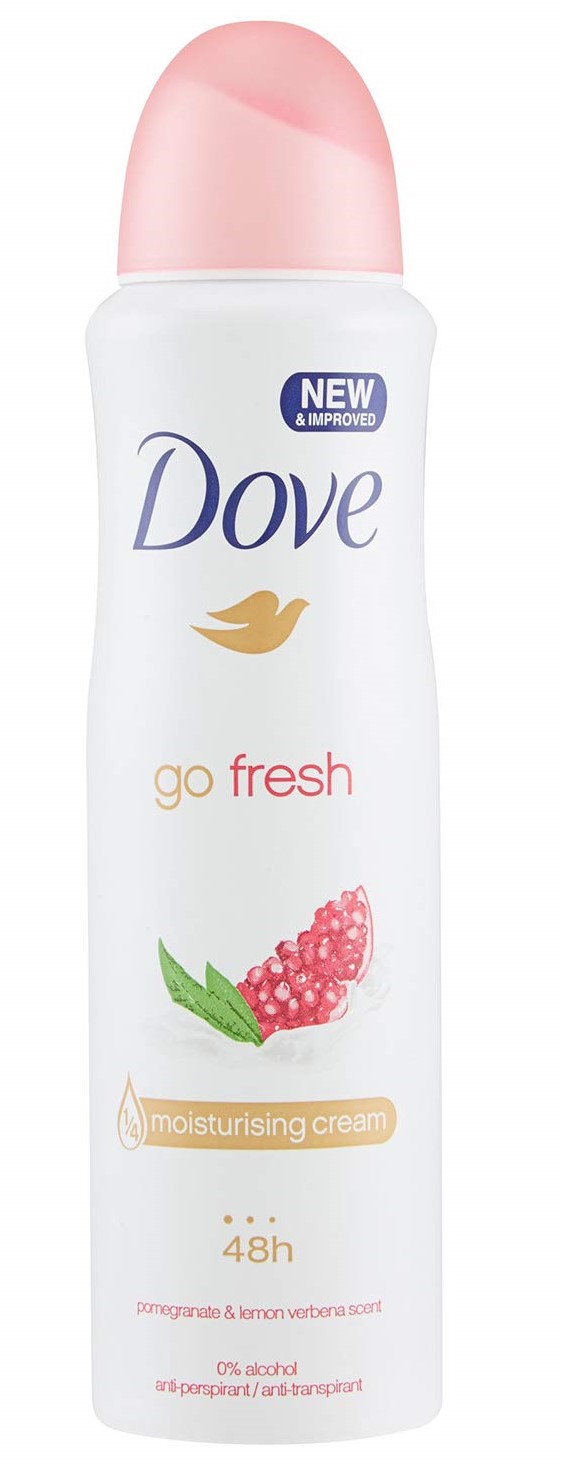 NEW
& IMPROVED
Dove
go fresh
1/4 moisturising cream
48h
pomegranate & lemon verbena scent
0% alcohol
anti-perspirant / anti-transpirant